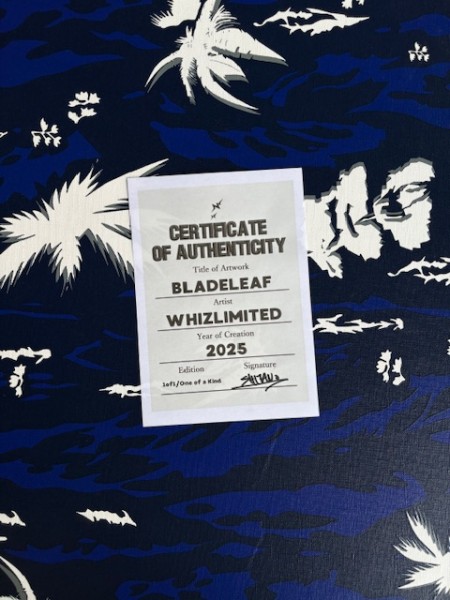 CERTIFICATE
OF AUTHENTICITY
Title of Artwork
BLADELEAF
Artist
WHIZLIMITED
Year of Creation
2025
Edition Signature
1of1/One of a Kind